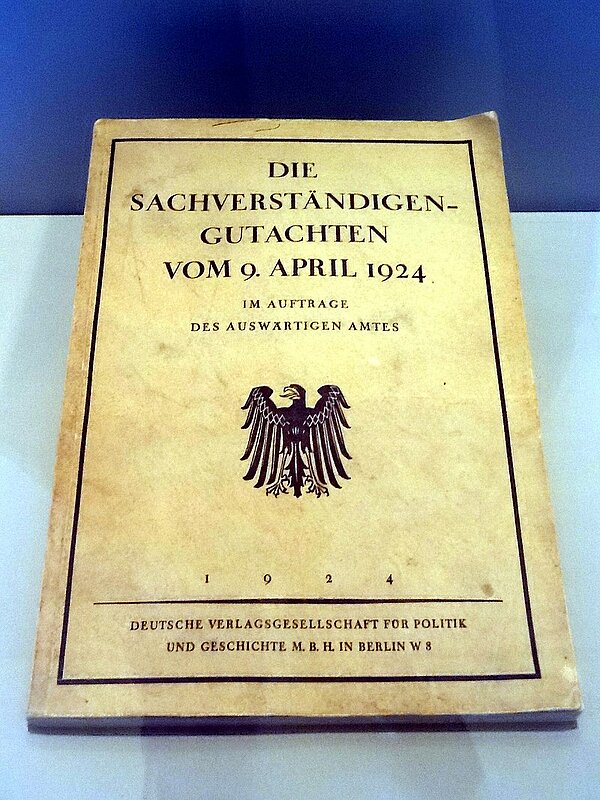 DIE
SACHVERSTÄNDIGEN-
GUTACHTEN
VOM 9. APRIL 1924
IM AUFTRAGE
DES AUSWÄRTIGEN AMTES
1 9 2 4
DEUTSCHE VERLAGSGESELLSCHAFT FÜR POLITIK
UND GESCHICHTE M. B. H. IN BERLIN W 8